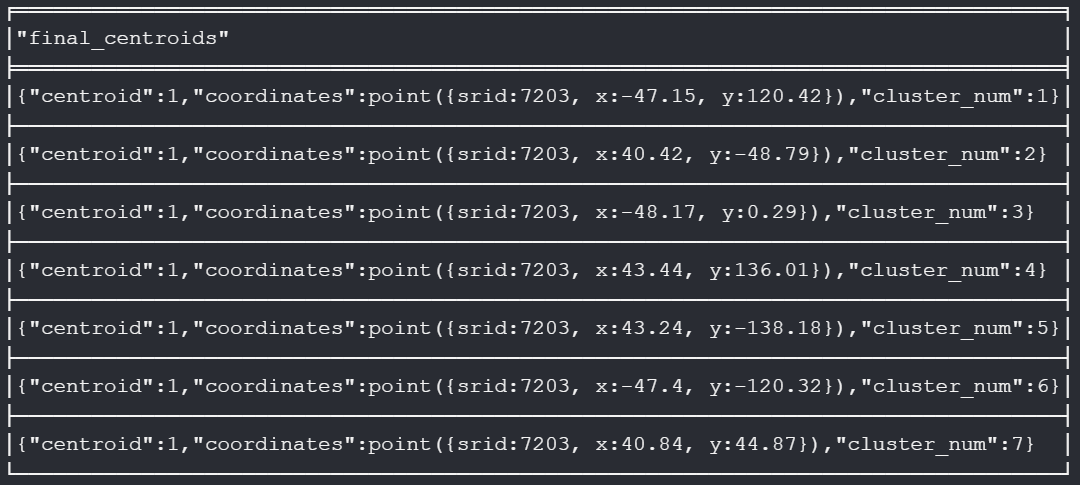 "final_centroids"
{"centroid":1,"coordinates":point({srid:7203, x:-47.15, y:120.42}),"cluster_num":1}
{"centroid":1,"coordinates":point({srid:7203, x:40.42, y:-48.79}),"cluster_num":2}
{"centroid":1,"coordinates":point({srid:7203, x:-48.17, y:0.29}),"cluster_num":3}
{"centroid":1,"coordinates":point({srid:7203, x:43.44, y:136.01}),"cluster_num":4}
{"centroid":1,"coordinates":point({srid:7203, x:43.24, y:-138.18}),"cluster_num":5}
{"centroid":1,"coordinates":point({srid:7203, x:-47.4, y:-120.32}),"cluster_num":6}
{"centroid":1,"coordinates":point({srid:7203, x:40.84, y:44.87}),"cluster_num":7}